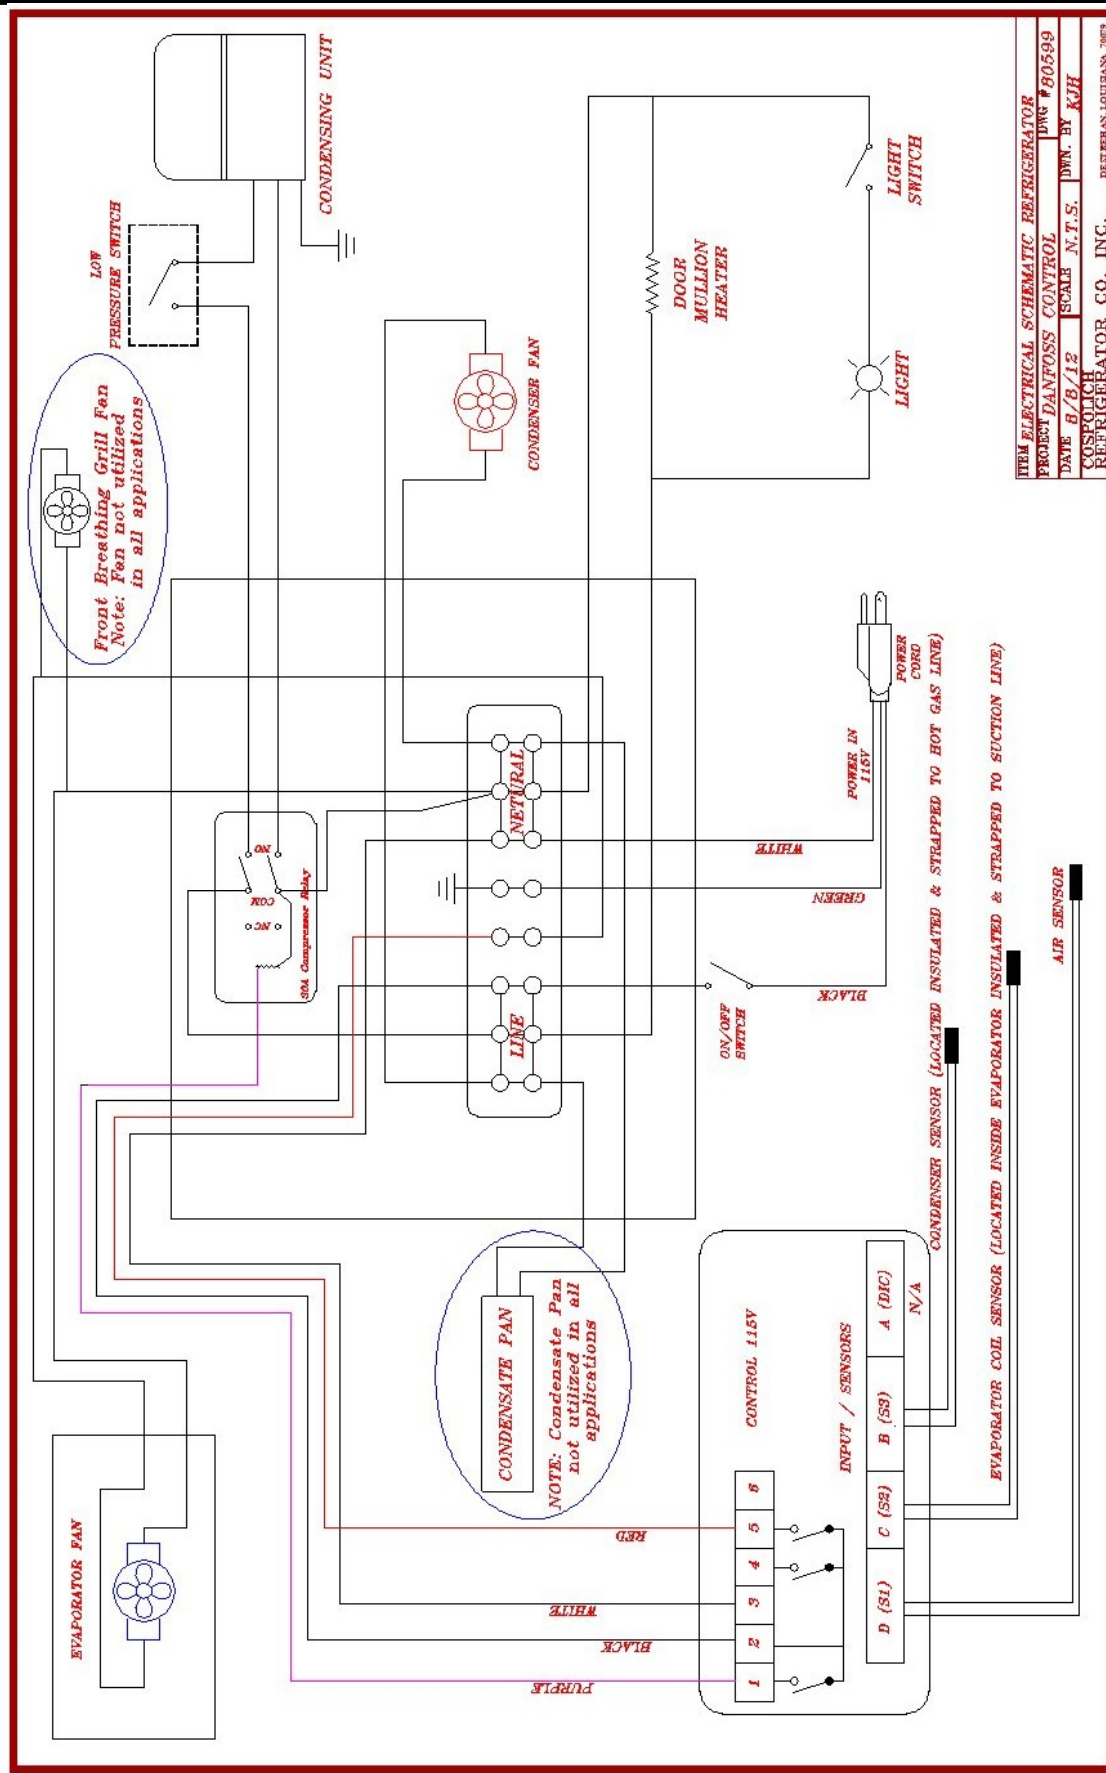 CONDENSING UNIT
LOW
PRESSURE SWITCH
Front Breathing Grill Fan
Note: Fan not utilized
in all applications
CONDENSER FAN
DOOR
MULLION
HEATER
LIGHT
SWITCH
LIGHT
NO
COM
NC
30A Compressor Relay
NETURAL
LINE
POWER
CORD
POWER IN
115V
WHITE
GREEN
BLACK
ON/OFF
SWITCH
EVAPORATOR FAN
CONDENSATE PAN
NOTE: Condensate Pan
not utilized in all
applications
RED
WHITE
BLACK
PURPLE
CONTROL 115V
1 2 3 4 5 6
INPUT / SENSORS
D (S1) C (S2) B (S3) A (DIC)
N/A
CONDENSER SENSOR (LOCATED INSULATED & STRAPPED TO HOT GAS LINE)
EVAPORATOR COIL SENSOR (LOCATED INSIDE EVAPORATOR INSULATED & STRAPPED TO SUCTION LINE)
AIR SENSOR
ITEM ELECTRICAL SCHEMATIC REFRIGERATOR
PROJECT DANFOSS CONTROL DWG # 80599
DATE 8/8/12 SCALE N.T.S. DWN. BY KJH
COSPOLICH
REFRIGERATOR CO. INC.
DESTREHAN LOUISIANA 70079